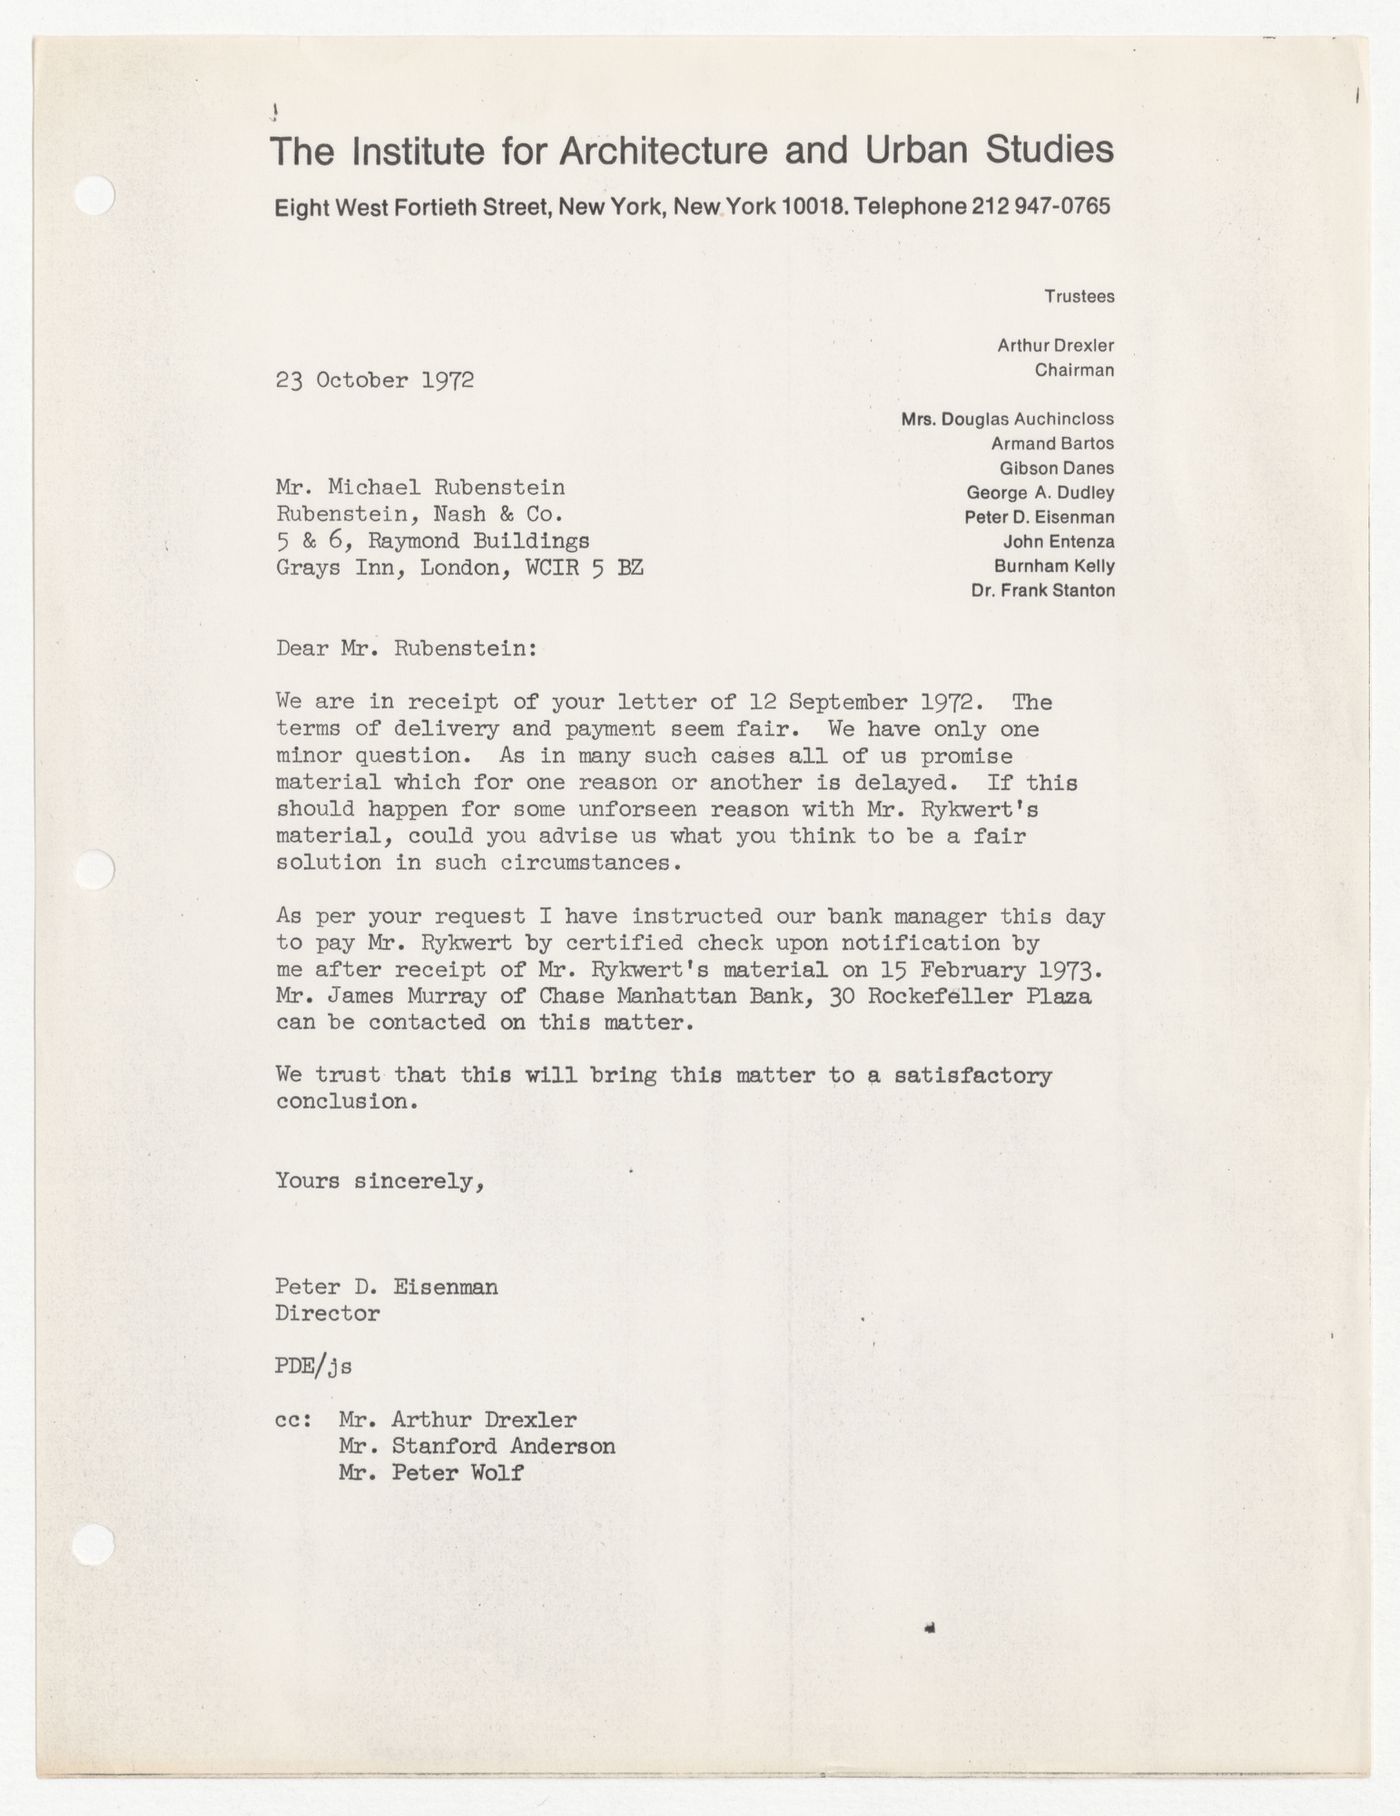 The Institute for Architecture and Urban Studies
Eight West Fortieth Street, New York, New York 10018. Telephone 212 947-0765
Trustees
Arthur Drexler
Chairman
Mrs. Douglas Auchincloss
Armand Bartos
Gibson Danes
George A. Dudley
Peter D. Eisenman
John Entenza
Burnham Kelly
Dr. Frank Stanton
23 October 1972
Mr. Michael Rubenstein
Rubenstein, Nash & Co.
5 & 6, Raymond Buildings
Grays Inn, London, WCIR 5 BZ
Dear Mr. Rubenstein:
We are in receipt of your letter of 12 September 1972.  The
terms of delivery and payment seem fair.  We have only one
minor question.  As in many such cases all of us promise
material which for one reason or another is delayed.  If this
should happen for some unforseen reason with Mr. Rykwert's
material, could you advise us what you think to be a fair
solution in such circumstances.
As per your request I have instructed our bank manager this day
to pay Mr. Rykwert by certified check upon notification by
me after receipt of Mr. Rykwert's material on 15 February 1973.
Mr. James Murray of Chase Manhattan Bank, 30 Rockefeller Plaza
can be contacted on this matter.
We trust that this will bring this matter to a satisfactory
conclusion.
Yours sincerely,
Peter D. Eisenman
Director
PDE/js
cc:  Mr. Arthur Drexler
Mr. Stanford Anderson
Mr. Peter Wolf